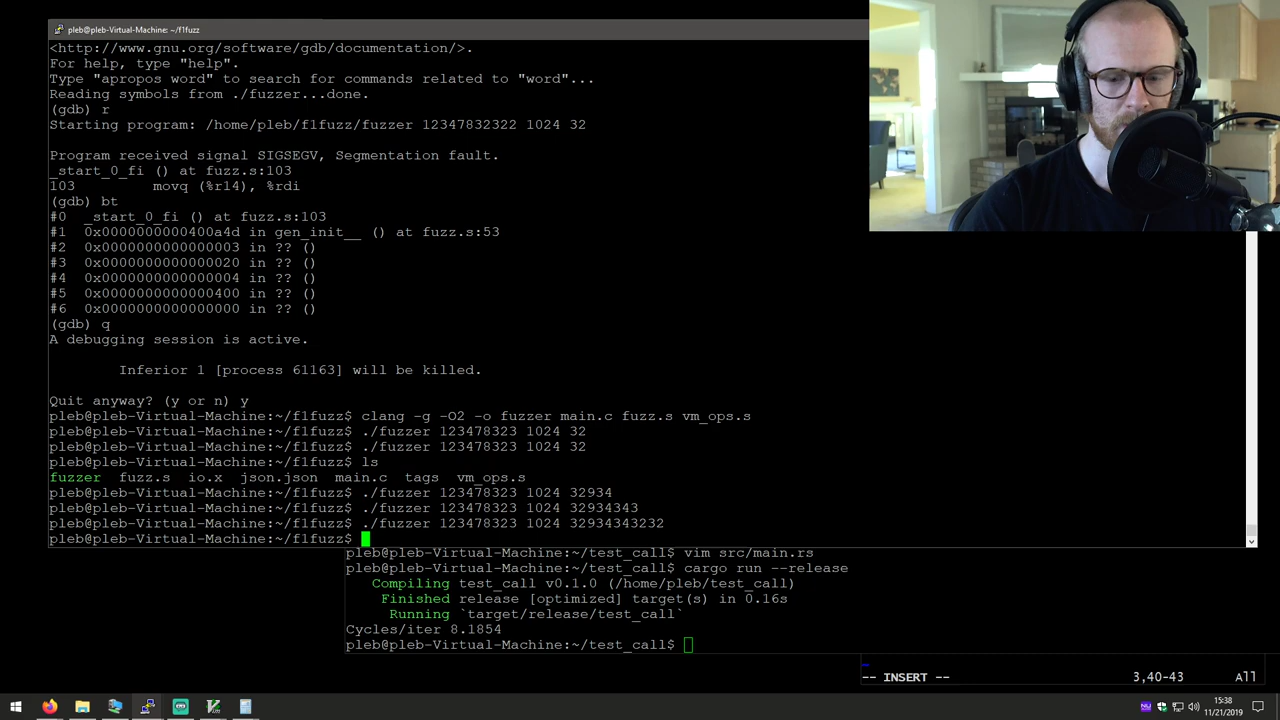 pleb@pleb-Virtual-Machine: ~/f1fuzz
<http://www.gnu.org/software/gdb/documentation/>.
For help, type "help".
Type "apropos word" to search for commands related to "word"...
Reading symbols from ./fuzzer...done.
(gdb) r
Starting program: /home/pleb/f1fuzz/fuzzer 12347832322 1024 32
Program received signal SIGSEGV, Segmentation fault.
_start_0_fi () at fuzz.s:103
103 movq (%r14), %rdi
(gdb) bt
#0 _start_0_fi () at fuzz.s:103
#1 0x0000000000400a4d in gen_init__ () at fuzz.s:53
#2 0x0000000000000003 in ?? ()
#3 0x0000000000000020 in ?? ()
#4 0x0000000000000004 in ?? ()
#5 0x0000000000000400 in ?? ()
#6 0x0000000000000000 in ?? ()
(gdb) q
A debugging session is active.
Inferior 1 [process 61163] will be killed.
Quit anyway? (y or n) y
pleb@pleb-Virtual-Machine:~/f1fuzz$ clang -g -O2 -o fuzzer main.c fuzz.s vm_ops.s
pleb@pleb-Virtual-Machine:~/f1fuzz$ ./fuzzer 123478323 1024 32
pleb@pleb-Virtual-Machine:~/f1fuzz$ ./fuzzer 123478323 1024 32
pleb@pleb-Virtual-Machine:~/f1fuzz$ ls
fuzzer fuzz.s io.x json.json main.c tags vm_ops.s
pleb@pleb-Virtual-Machine:~/f1fuzz$ ./fuzzer 123478323 1024 32934
pleb@pleb-Virtual-Machine:~/f1fuzz$ ./fuzzer 123478323 1024 32934343
pleb@pleb-Virtual-Machine:~/f1fuzz$ ./fuzzer 123478323 1024 32934343232
pleb@pleb-Virtual-Machine:~/f1fuzz$
pleb@pleb-Virtual-Machine:~/test_call$ vim src/main.rs
pleb@pleb-Virtual-Machine:~/test_call$ cargo run --release
Compiling test_call v0.1.0 (/home/pleb/test_call)
Finished release [optimized] target(s) in 0.16s
Running `target/release/test_call`
Cycles/iter 8.1854
pleb@pleb-Virtual-Machine:~/test_call$
-- INSERT -- 3,40-43 All
15:38
11/21/2019